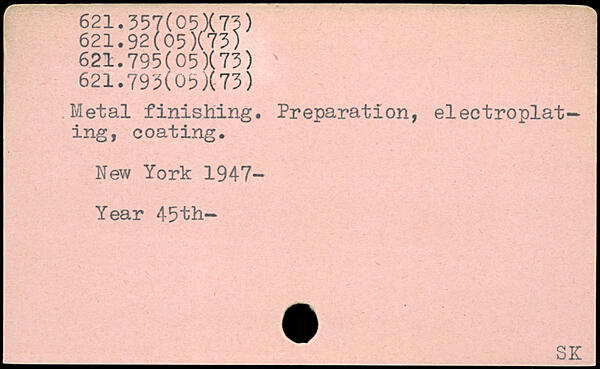 621.357(05)(73)
621.92(05)(73)
621.795(05)(73)
621.793(05)(73)
Metal finishing. Preparation, electroplat-
ing, coating.
New York 1947-
Year 45th-
SK